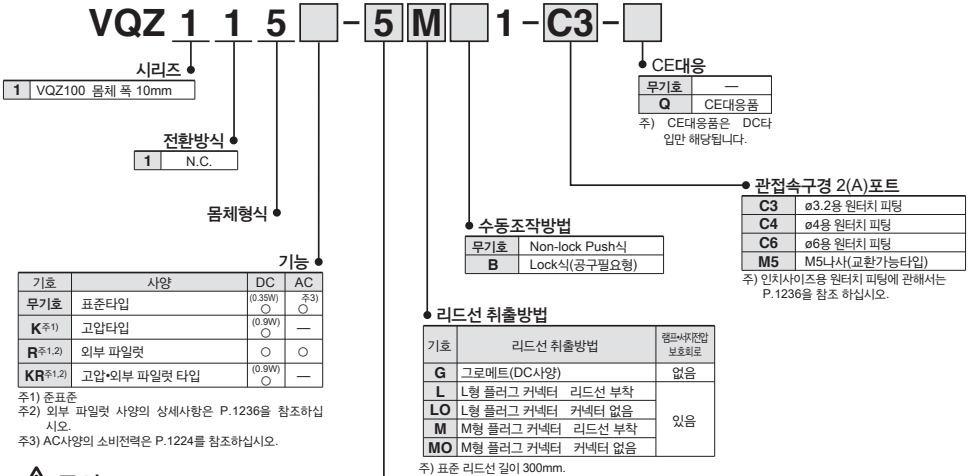 VQZ 1 1 5 - 5 M 1 - C3 -
시리즈
1 VQZ100 몸체 폭 10mm
전환방식
1 N.C.
몸체형식
기능
기호 사양 DC AC
무기호 표준타입 (0.35W) ○ 주3) ○
K주1) 고압타입 (0.9W) ○ —
R주1,2) 외부 파일럿 ○ ○
KR주1,2) 고압•외부 파일럿 타입 (0.9W) ○ —
주1) 준표준
주2) 외부 파일럿 사양의 상세사항은 P.1236을 참조하십
시오.
주3) AC사양의 소비전력은 P.1224를 참조하십시오.
CE대응
무기호 —
Q CE대응품
주) CE대응품은 DC타
입만 해당됩니다.
관접속구경 2(A)포트
C3 ø3.2용 원터치 피팅
C4 ø4용 원터치 피팅
C6 ø6용 원터치 피팅
M5 M5나사(교환가능타입)
주) 인치사이즈용 원터치 피팅에 관해서는
P.1236을 참조 하십시오.
수동조작방법
무기호 Non-lock Push식
B Lock식(공구필요형)
리드선 취출방법
기호 리드선 취출방법 램프•서지전압
보호회로
G 그로메트(DC사양) 없음
L L형 플러그 커넥터 리드선 부착
LO L형 플러그 커넥터 커넥터 없음
있음
M M형 플러그 커넥터 리드선 부착
MO M형 플러그 커넥터 커넥터 없음
주) 표준 리드선 길이 300mm.